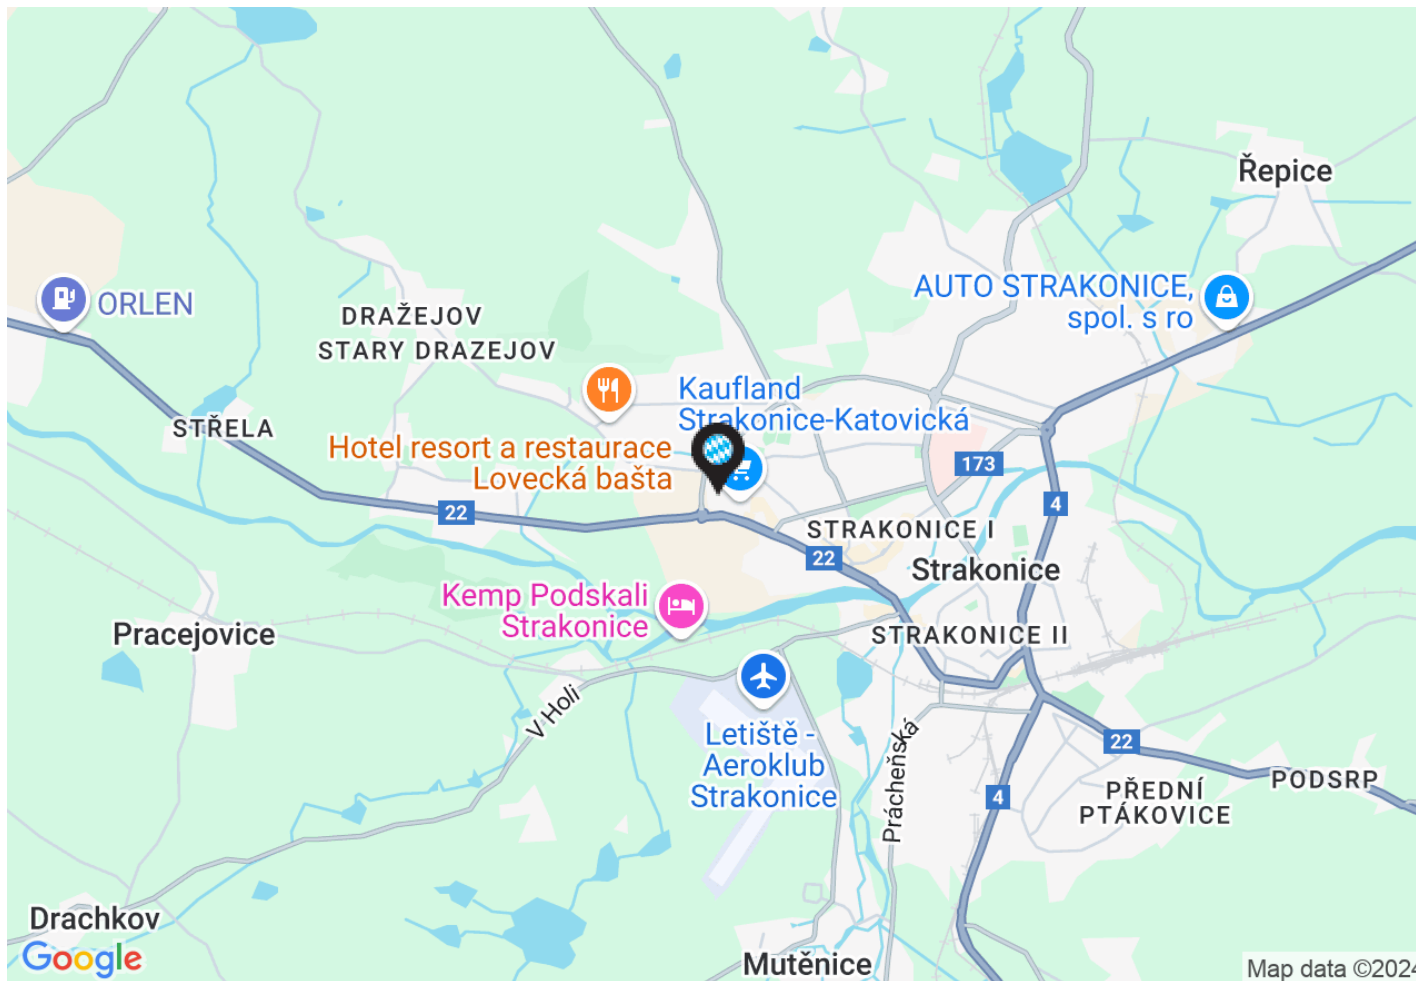 Řepice
AUTO STRAKONICE,
spol. s ro
ORLEN
DRAŽEJOV
STARY DRAZEJOV
Kaufland
Strakonice-Katovická
STŘELA
Hotel resort a restaurace
Lovecká bašta
173
22
4
STRAKONICE I
22
Strakonice
Kemp Podskali
Strakonice
Pracejovice
STRAKONICE II
V Holi
Letiště -
Aeroklub
Strakonice
Prácheňská
22
4
PŘEDNÍ
PTÁKOVICE
PODSRP
Drachkov
Google
Mutěnice
Map data ©2024